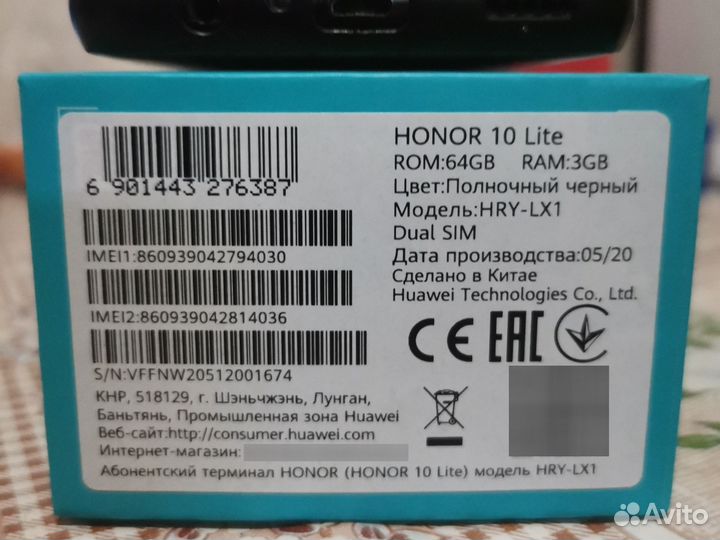 6 901443 276387
IMEI1:860939042794030
IMEI2:860939042814036
S/N:VFFNW20512001674
HONOR 10 Lite
ROM:64GB RAM:3GB
Цвет:Полночный черный
Модель:HRY-LX1
Dual SIM
Дата производства:05/20
Сделано в Китае
Huawei Technologies Co., Ltd.
CE EAC
КНР, 518129, г. Шэньчжэнь, Лунган,
Баньтянь, Промышленная зона Huawei
Веб-сайт:http://consumer.huawei.com
Интернет-магазин:
Абонентский терминал HONOR (HONOR 10 Lite) модель HRY-LX1
Avito